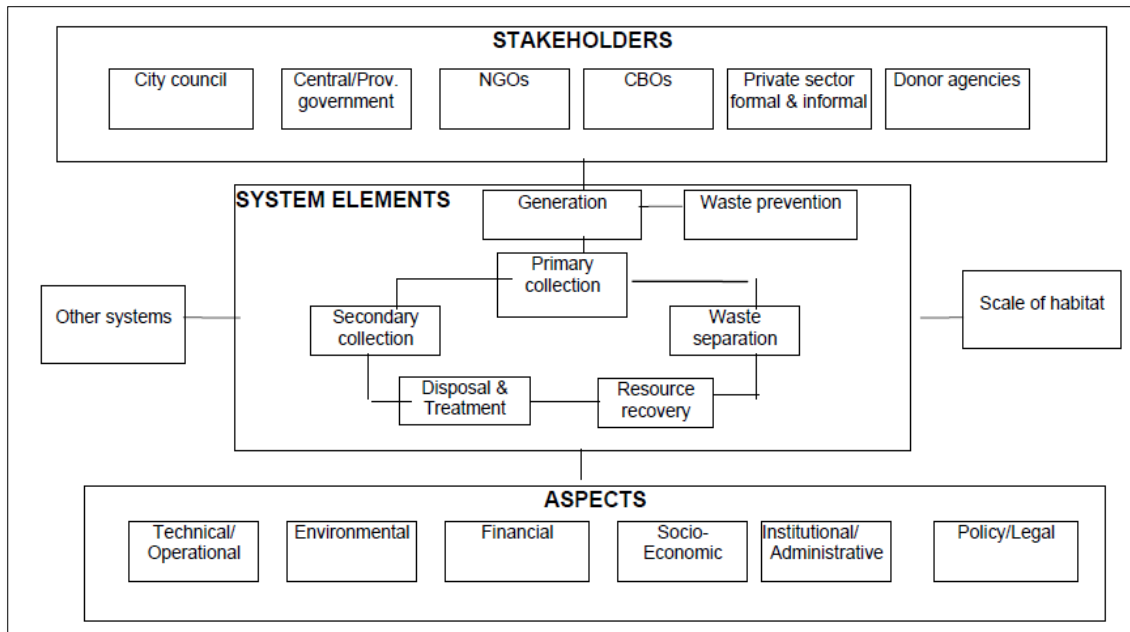 STAKEHOLDERS
City council
Central/Prov.
government
NGOs
CBOs
Private sector
formal & informal
Donor agencies
SYSTEM ELEMENTS
Generation
Waste prevention
Primary
collection
Other systems
Scale of habitat
Secondary
collection
Waste
separation
Disposal &
Treatment
Resource
recovery
ASPECTS
Technical/
Operational
Environmental
Financial
Socio-
Economic
Institutional/
Administrative
Policy/Legal